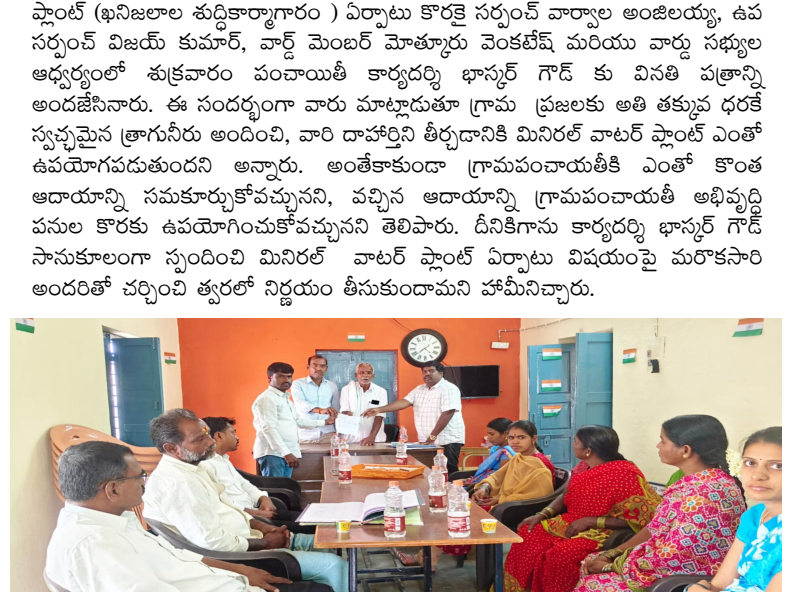 ప్లాంట్ (ఖనిజలాల శుద్ధికార్మాగారం ) ఏర్పాటు కొరకై సర్పంచ్ వార్వాల అంజిలయ్య, ఉప
సర్పంచ్ విజయ్ కుమార్, వార్డ్ మెంబర్ మోత్కూరు వెంకటేష్ మరియు వార్డు సభ్యుల
ఆధ్వర్యంలో శుక్రవారం పంచాయితీ కార్యదర్శి భాస్కర్ గౌడ్ కు వినతి పత్రాన్ని
అందజేసినారు. ఈ సందర్భంగా వారు మాట్లాడుతూ గ్రామ ప్రజలకు అతి తక్కువ ధరకే
స్వచ్ఛమైన త్రాగునీరు అందించి, వారి దాహార్తిని తీర్చడానికి మినిరల్ వాటర్ ప్లాంట్ ఎంతో
ఉపయోగపడుతుందని అన్నారు. అంతేకాకుండా గ్రామపంచాయతీకి ఎంతో కొంత
ఆదాయాన్ని సమకూర్చుకోవచ్చునని, వచ్చిన ఆదాయాన్ని గ్రామపంచాయతీ అభివృద్ధి
పనుల కొరకు ఉపయోగించుకోవచ్చునని తెలిపారు. దీనికిగాను కార్యదర్శి భాస్కర్ గౌడ్
సానుకూలంగా స్పందించి మినిరల్ వాటర్ ప్లాంట్ ఏర్పాటు విషయంపై మరొకసారి
అందరితో చర్చించి త్వరలో నిర్ణయం తీసుకుందామని హామీనిచ్చారు.